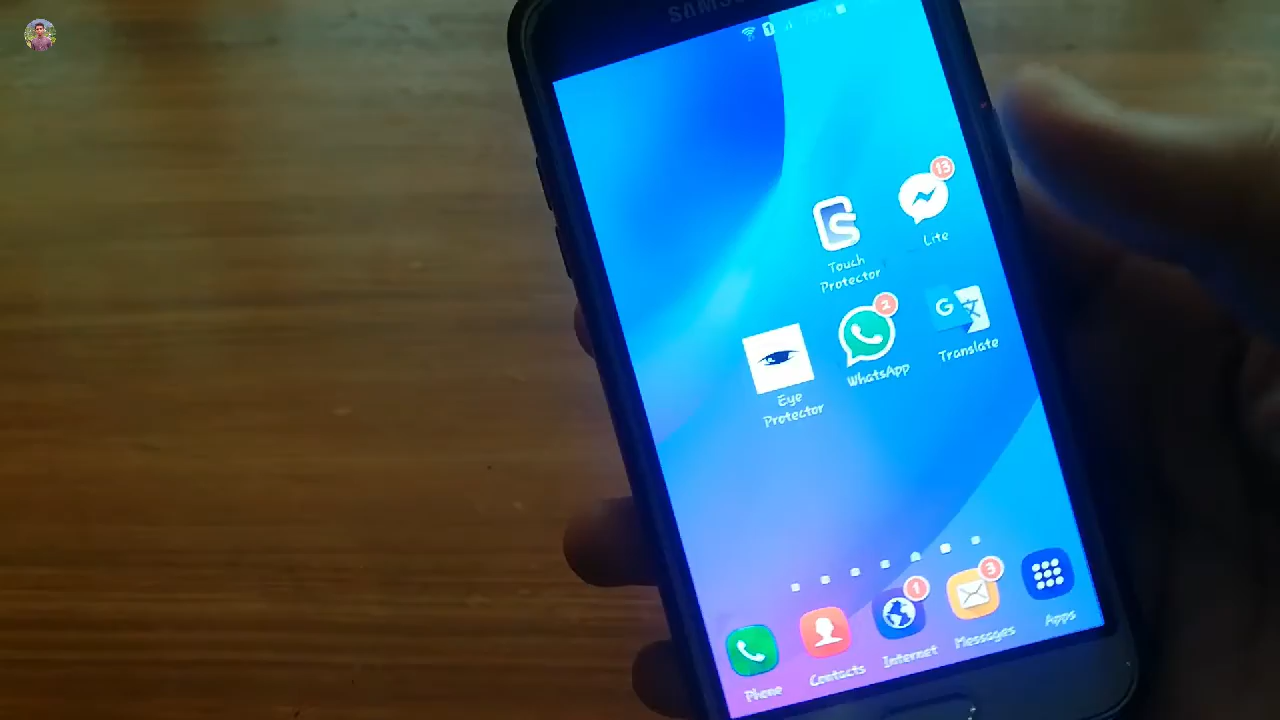 SAMSUNG
13
Lite
Touch
Protector
2
G
Translate
WhatsApp
Eye
Protector
1
3
Apps
Messages
Internet
Contacts
Phone